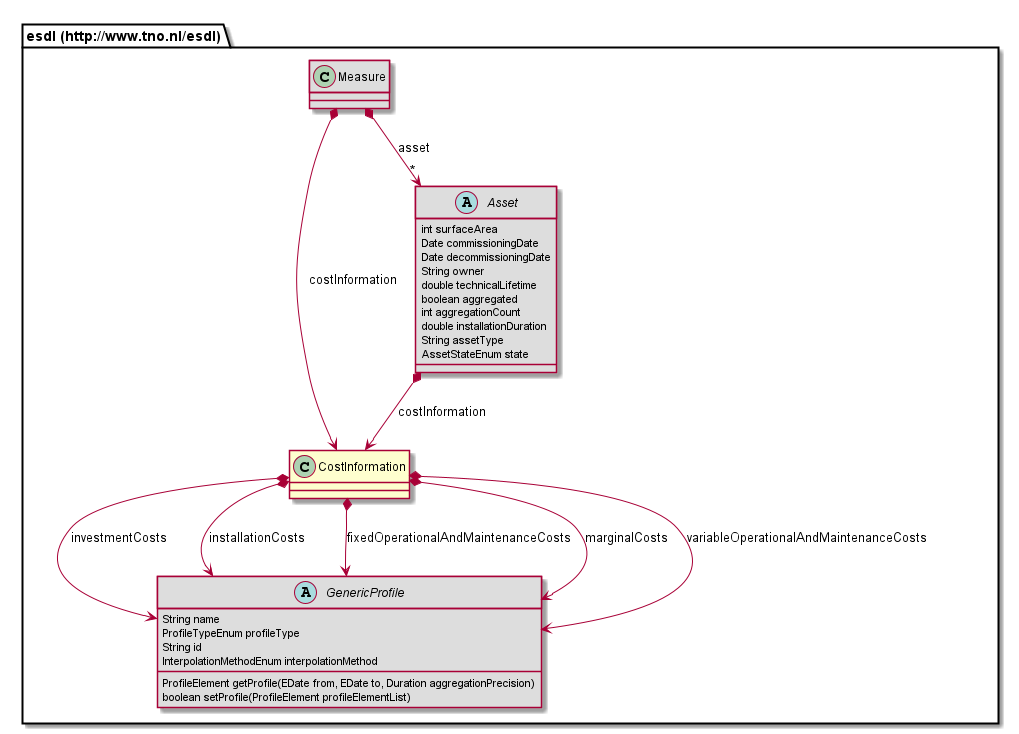 esdl (http://www.tno.nl/esdl)
C Measure
asset
*
A Asset
int surfaceArea
Date commissioningDate
Date decommissioningDate
String owner
double technicalLifetime
boolean aggregated
int aggregationCount
double installationDuration
String assetType
AssetStateEnum state
costInformation
costInformation
C CostInformation
investmentCosts installationCosts fixedOperationalAndMaintenanceCosts marginalCosts variableOperationalAndMaintenanceCosts
A GenericProfile
String name
ProfileTypeEnum profileType
String id
InterpolationMethodEnum interpolationMethod
ProfileElement getProfile(EDate from, EDate to, Duration aggregationPrecision)
boolean setProfile(ProfileElement profileElementList)